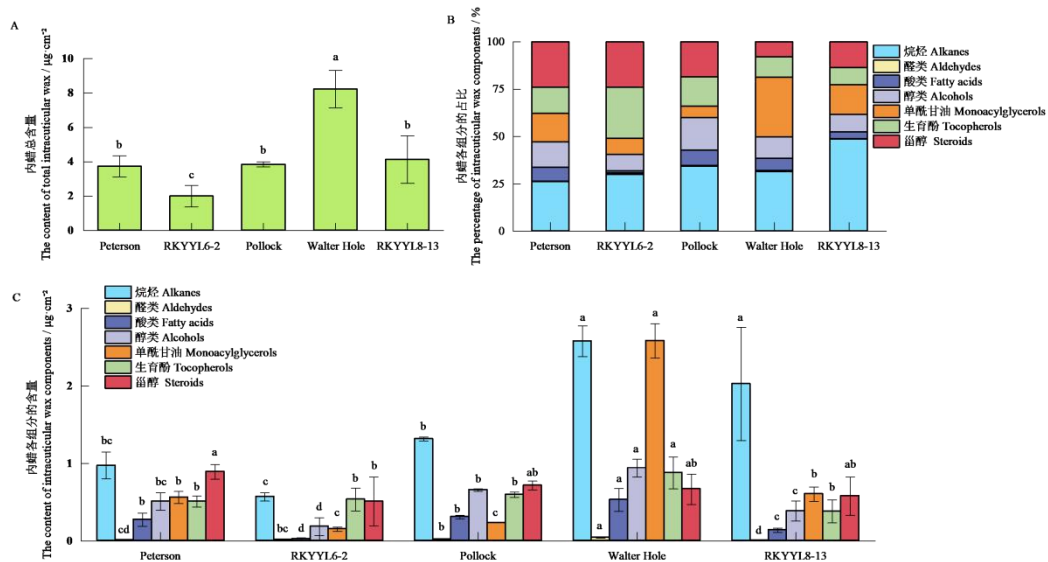 A
内蜡总含量
The content of total intracuticular wax / μg·cm⁻²
10
8
6
4
2
0
b
c
b
a
b
Peterson
RKYYL6-2
Pollock
Walter Hole
RKYYL8-13
B
内蜡各组分的占比
The percentage of intracuticular wax components / %
100
75
50
25
0
Peterson
RKYYL6-2
Pollock
Walter Hole
RKYYL8-13
烷烃 Alkanes
醛类 Aldehydes
酸类 Fatty acids
醇类 Alcohols
单酰甘油 Monoacylglycerols
生育酚 Tocopherols
甾醇 Steroids
C
内蜡各组分的含量
The content of intracuticular wax components / μg·cm⁻²
3
2
1
0
烷烃 Alkanes
醛类 Aldehydes
酸类 Fatty acids
醇类 Alcohols
单酰甘油 Monoacylglycerols
生育酚 Tocopherols
甾醇 Steroids
bc cd b bc b b a
c bc d d c b b
b b b b c b ab
a a a a a a ab
a d c c b b ab
Peterson
RKYYL6-2
Pollock
Walter Hole
RKYYL8-13